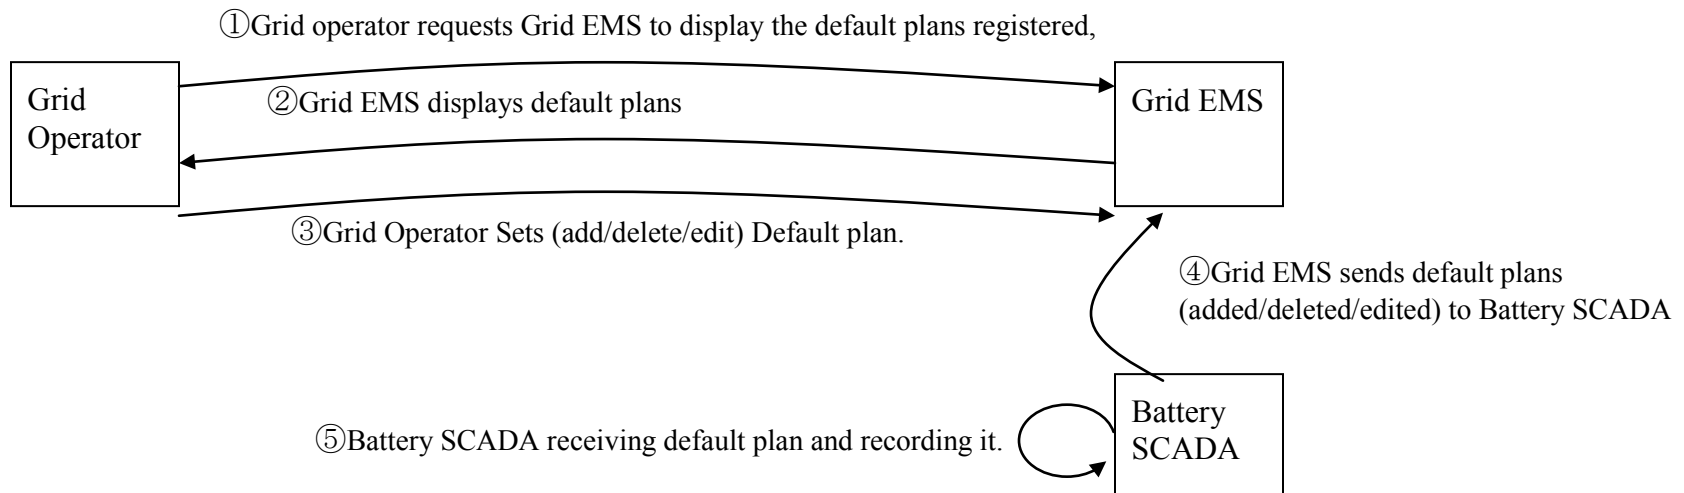 ①Grid operator requests Grid EMS to display the default plans registered,
Grid
Operator
②Grid EMS displays default plans
Grid EMS
③Grid Operator Sets (add/delete/edit) Default plan.
④Grid EMS sends default plans
(added/deleted/edited) to Battery SCADA
Battery
SCADA
⑤Battery SCADA receiving default plan and recording it.